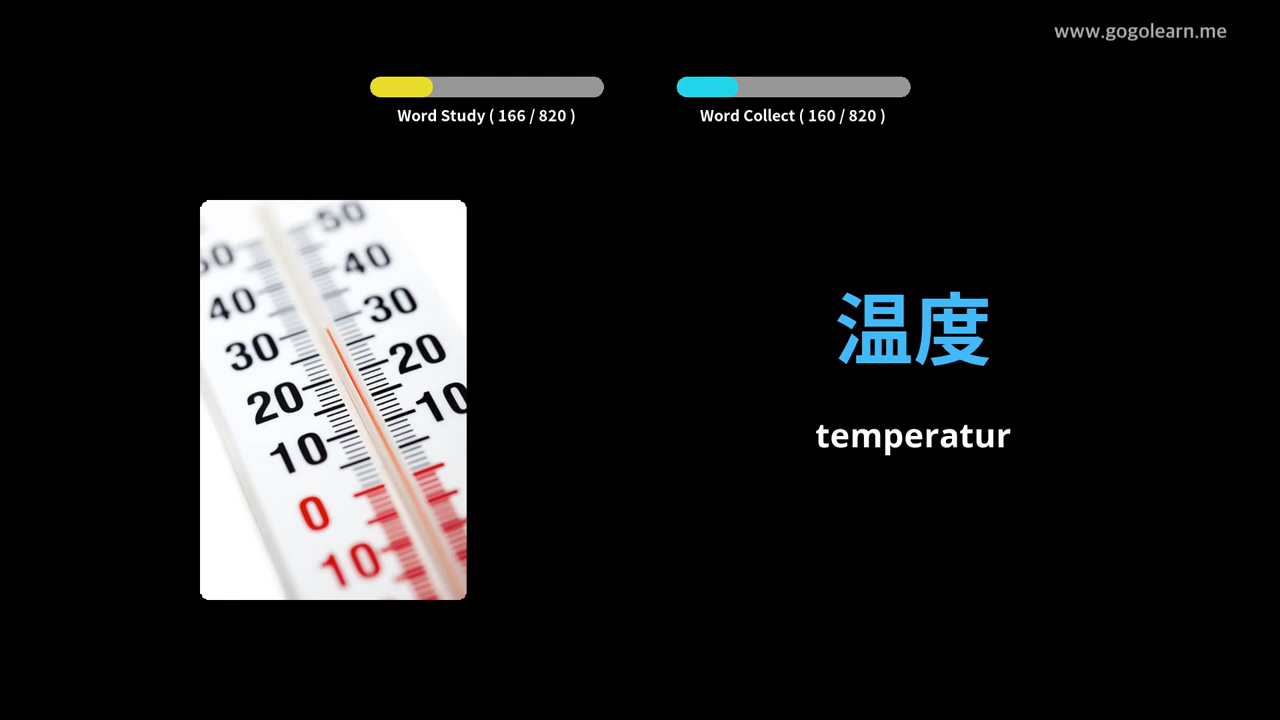 www.gogolearn.me
Word Study ( 166 / 820 )
Word Collect ( 160 / 820 )
50
50
40
40
30
30
20
20
10
10
0
10
温度
temperatur